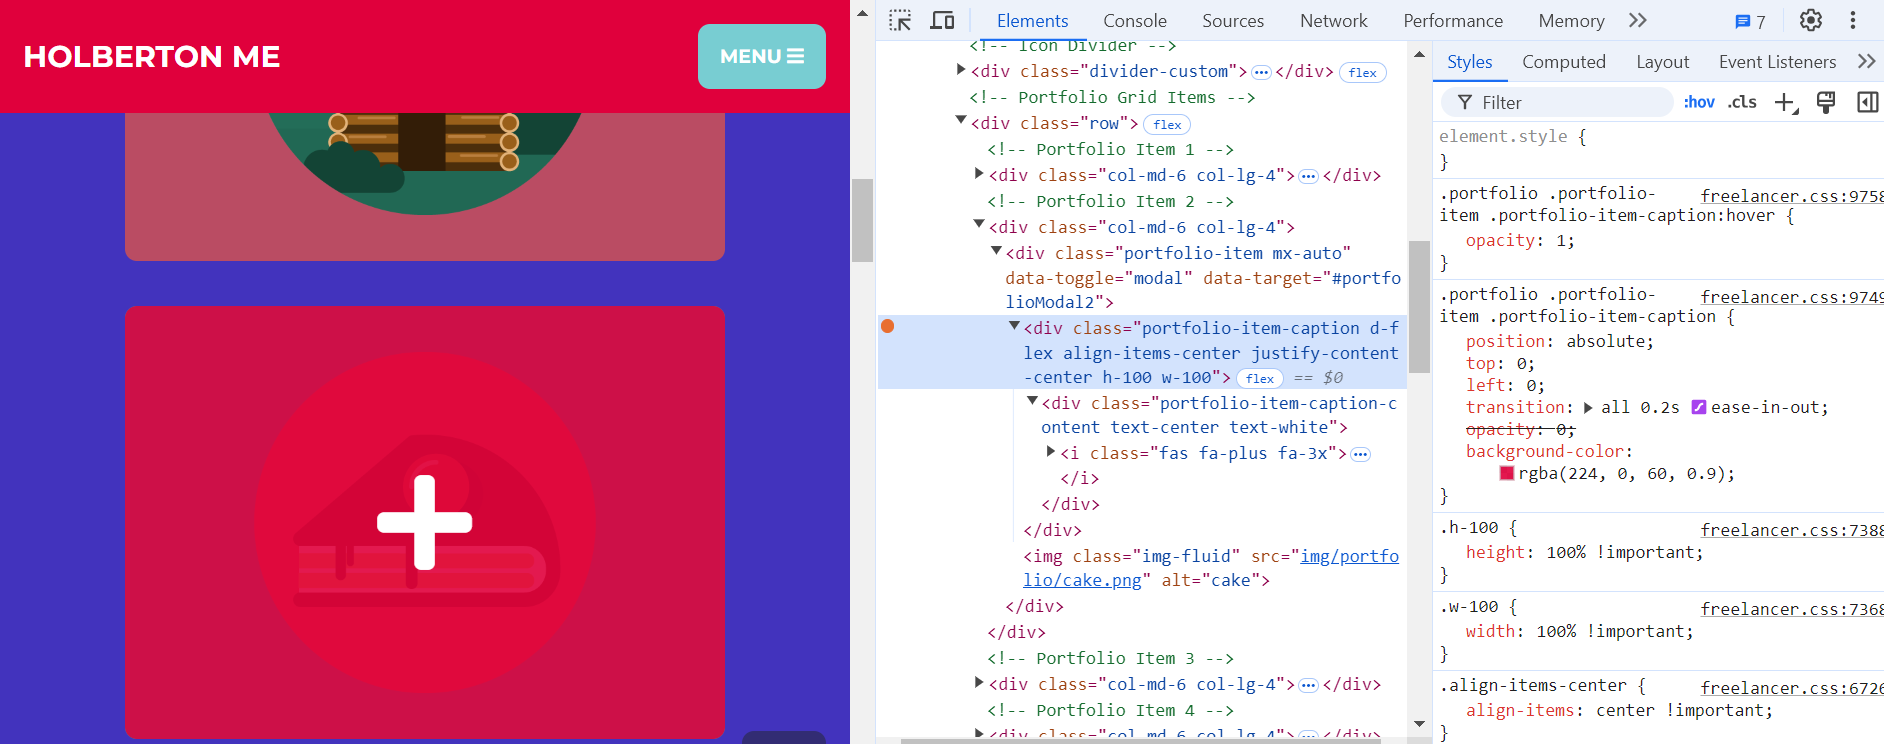 HOLBERTON ME
MENU
Elements Console Sources Network Performance Memory 7
<!-- Icon Divider -->
<div class="divider-custom"> ⋯ </div> flex
<!-- Portfolio Grid Items -->
<div class="row"> flex
<!-- Portfolio Item 1 -->
<div class="col-md-6 col-lg-4"> ⋯ </div>
<!-- Portfolio Item 2 -->
<div class="col-md-6 col-lg-4">
<div class="portfolio-item mx-auto"
data-toggle="modal" data-target="#portfo
lioModal2">
<div class="portfolio-item-caption d-f
lex align-items-center justify-content
-center h-100 w-100"> flex == $0
<div class="portfolio-item-caption-c
ontent text-center text-white">
<i class="fas fa-plus fa-3x"> ⋯
</i>
</div>
</div>
<img class="img-fluid" src="img/portfo
lio/cake.png" alt="cake">
</div>
</div>
<!-- Portfolio Item 3 -->
<div class="col-md-6 col-lg-4"> ⋯ </div>
<!-- Portfolio Item 4 -->
<div class="col-md-6 col-lg-4"> ⋯ </div>
Styles Computed Layout Event Listeners
Filter :hov .cls
element.style {
}
.portfolio .portfolio- freelancer.css:9758
item .portfolio-item-caption:hover {
opacity: 1;
}
.portfolio .portfolio- freelancer.css:9749
item .portfolio-item-caption {
position: absolute;
top: 0;
left: 0;
transition: all 0.2s ease-in-out;
opacity: 0;
background-color:
rgba(224, 0, 60, 0.9);
}
.h-100 { freelancer.css:7388
height: 100% !important;
}
.w-100 { freelancer.css:7368
width: 100% !important;
}
.align-items-center { freelancer.css:6726
align-items: center !important;
}